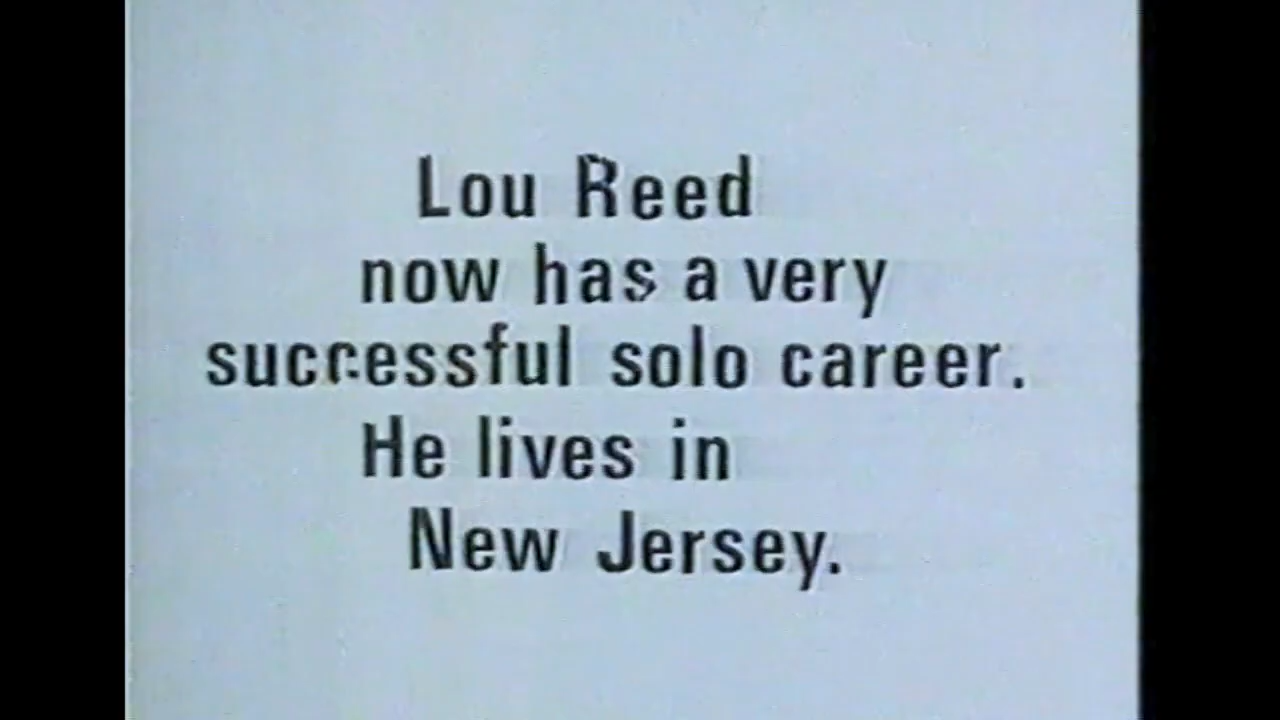 Lou Reed
now has a very
successful solo career.
He lives in
New Jersey.